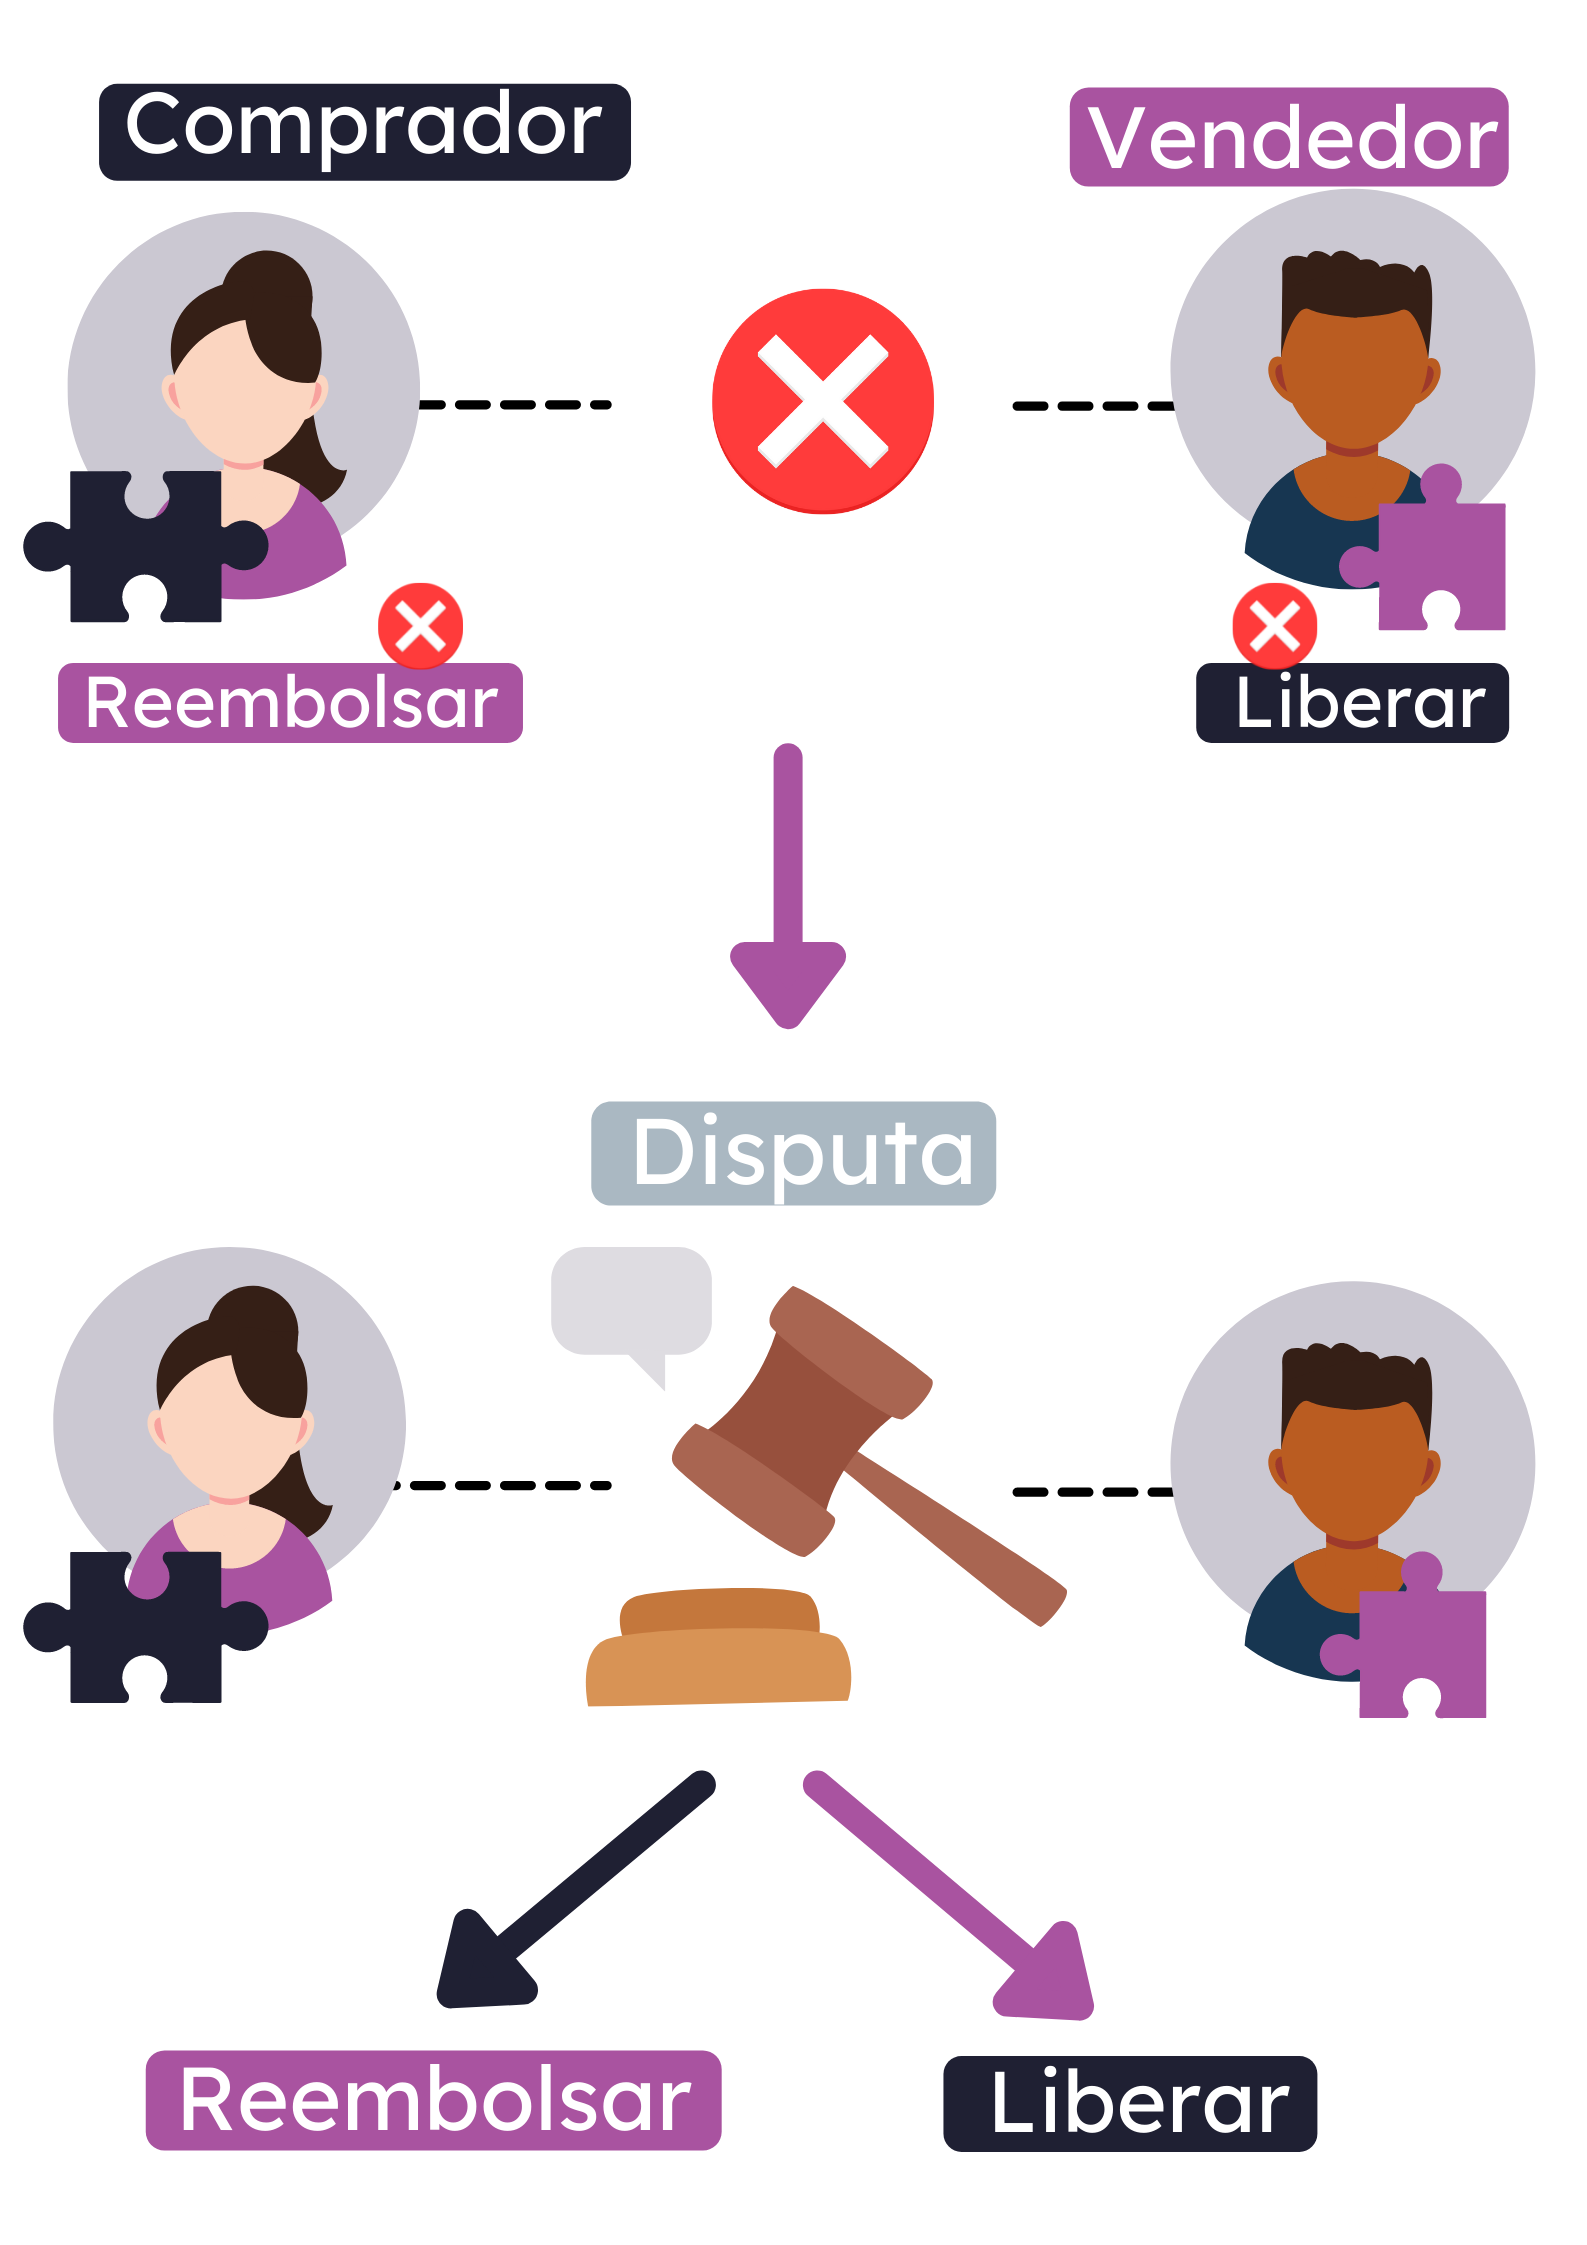 Comprador
Vendedor
Reembolsar
Liberar
Disputa
Reembolsar
Liberar